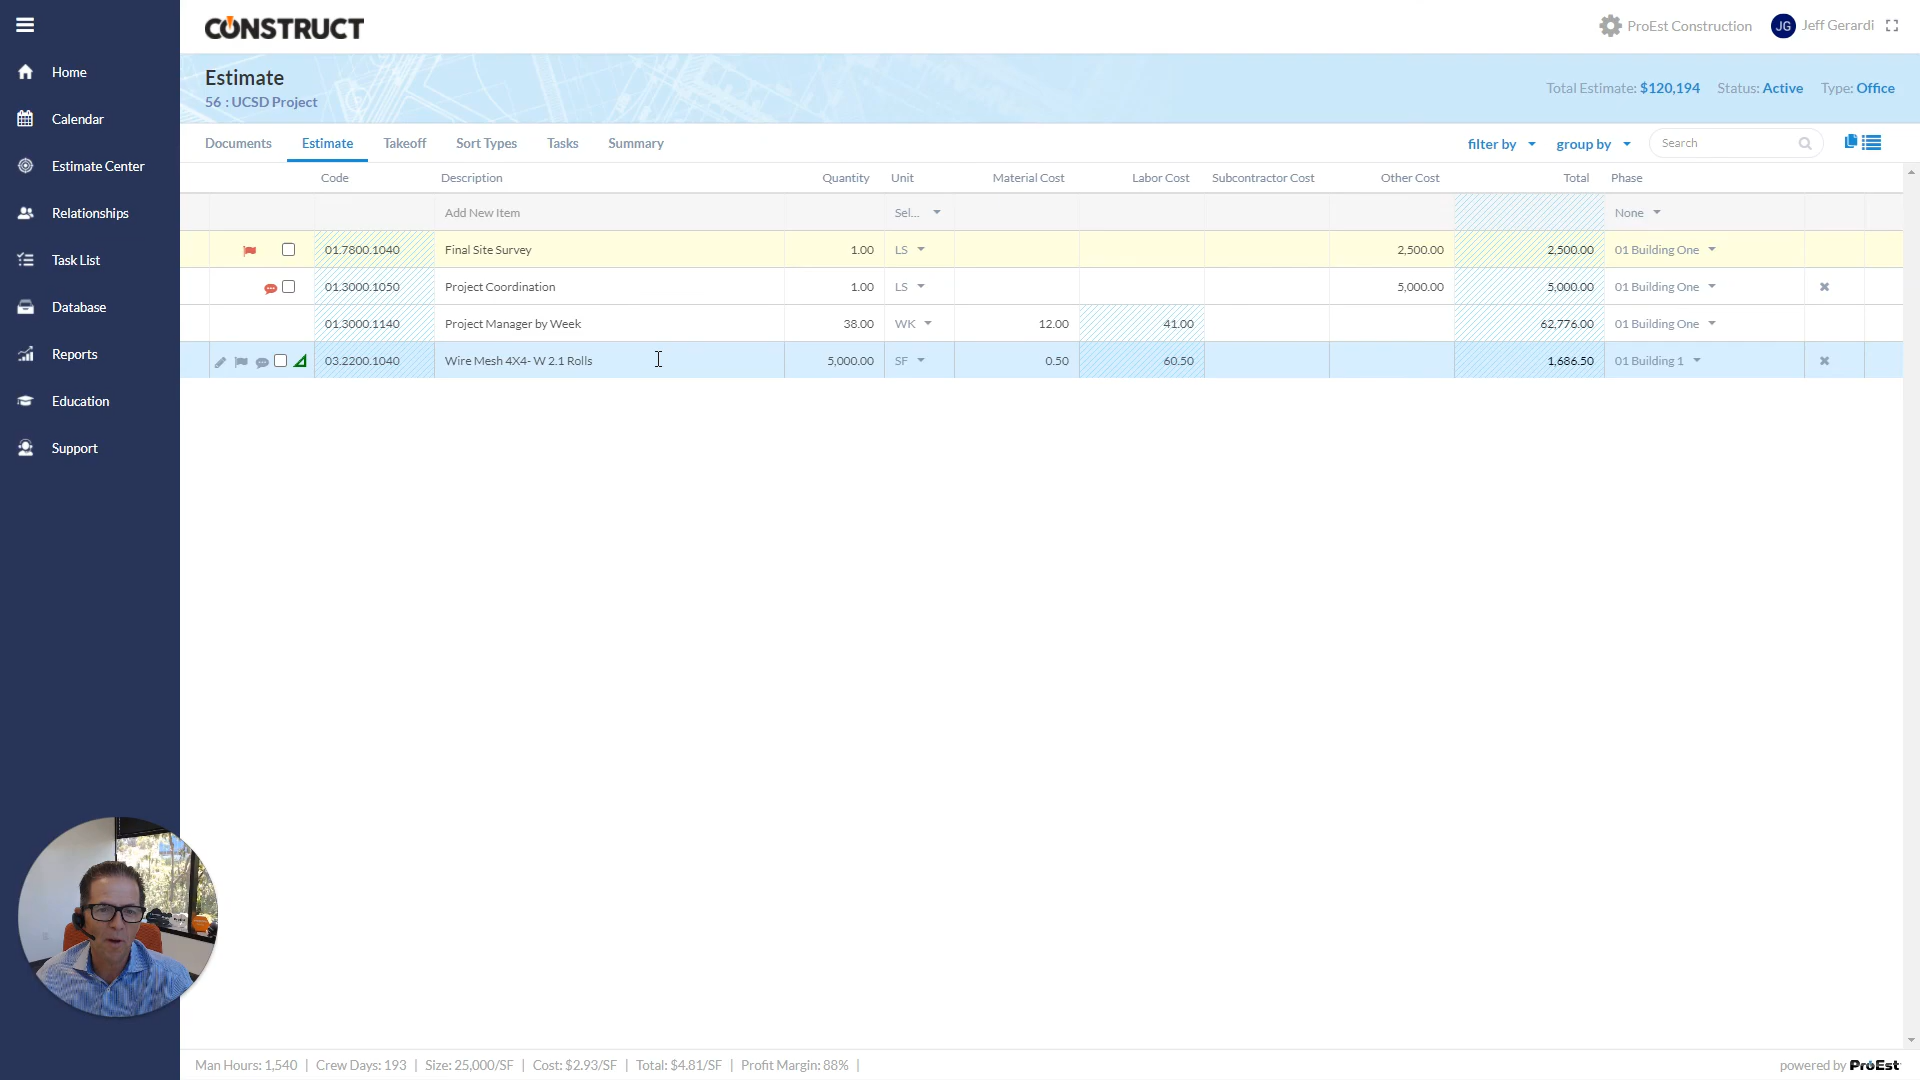 CONSTRUCT
ProEst Construction
JG
Jeff Gerardi
Home
Calendar
Estimate Center
Relationships
Task List
Database
Reports
Education
Support
Estimate
56 : UCSD Project
Total Estimate: $120,194 Status: Active Type: Office
Documents Estimate Takeoff Sort Types Tasks Summary
filter by group by Search
Code Description Quantity Unit Material Cost Labor Cost Subcontractor Cost Other Cost Total Phase
Add New Item Sel... None
01.7800.1040 Final Site Survey 1.00 LS 2,500.00 2,500.00 01 Building One
01.3000.1050 Project Coordination 1.00 LS 5,000.00 5,000.00 01 Building One
01.3000.1140 Project Manager by Week 38.00 WK 12.00 41.00 62,776.00 01 Building One
03.2200.1040 Wire Mesh 4X4- W 2.1 Rolls 5,000.00 SF 0.50 60.50 1,686.50 01 Building 1
Man Hours: 1,540 | Crew Days: 193 | Size: 25,000/SF | Cost: $2.93/SF | Total: $4.81/SF | Profit Margin: 88% |
powered by ProEst